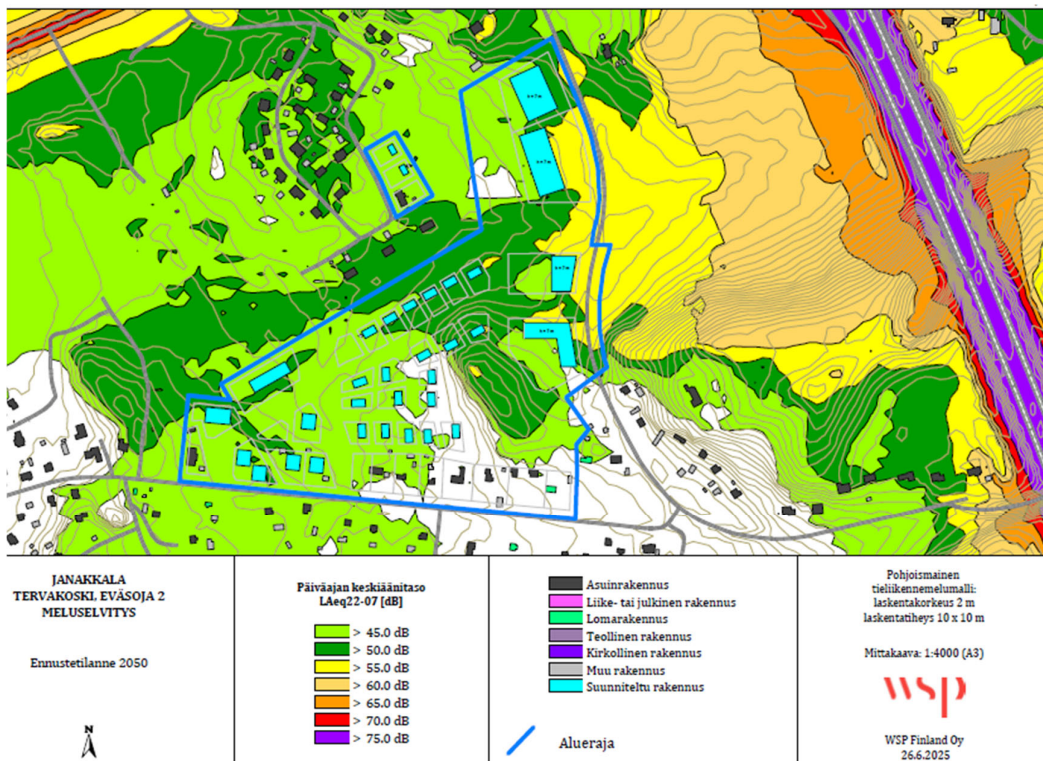 JANAKKALA
TERVAKOSKI, EVÄSOJA 2
MELUSELVITYS
Ennustetilanne 2050
N
Päiväajan keskiäänitaso
LAeq22-07 [dB]
> 45.0 dB
> 50.0 dB
> 55.0 dB
> 60.0 dB
> 65.0 dB
> 70.0 dB
> 75.0 dB
Asuinrakennus
Liike- tai julkinen rakennus
Lomarakennus
Teollinen rakennus
Kirkollinen rakennus
Muu rakennus
Suunniteltu rakennus
Alueraja
Pohjoismainen
tieliikennemelumalli:
laskentakorkeus 2 m
laskentatiheys 10 x 10 m
Mittakaava: 1:4000 (A3)
wsp
WSP Finland Oy
26.6.2025